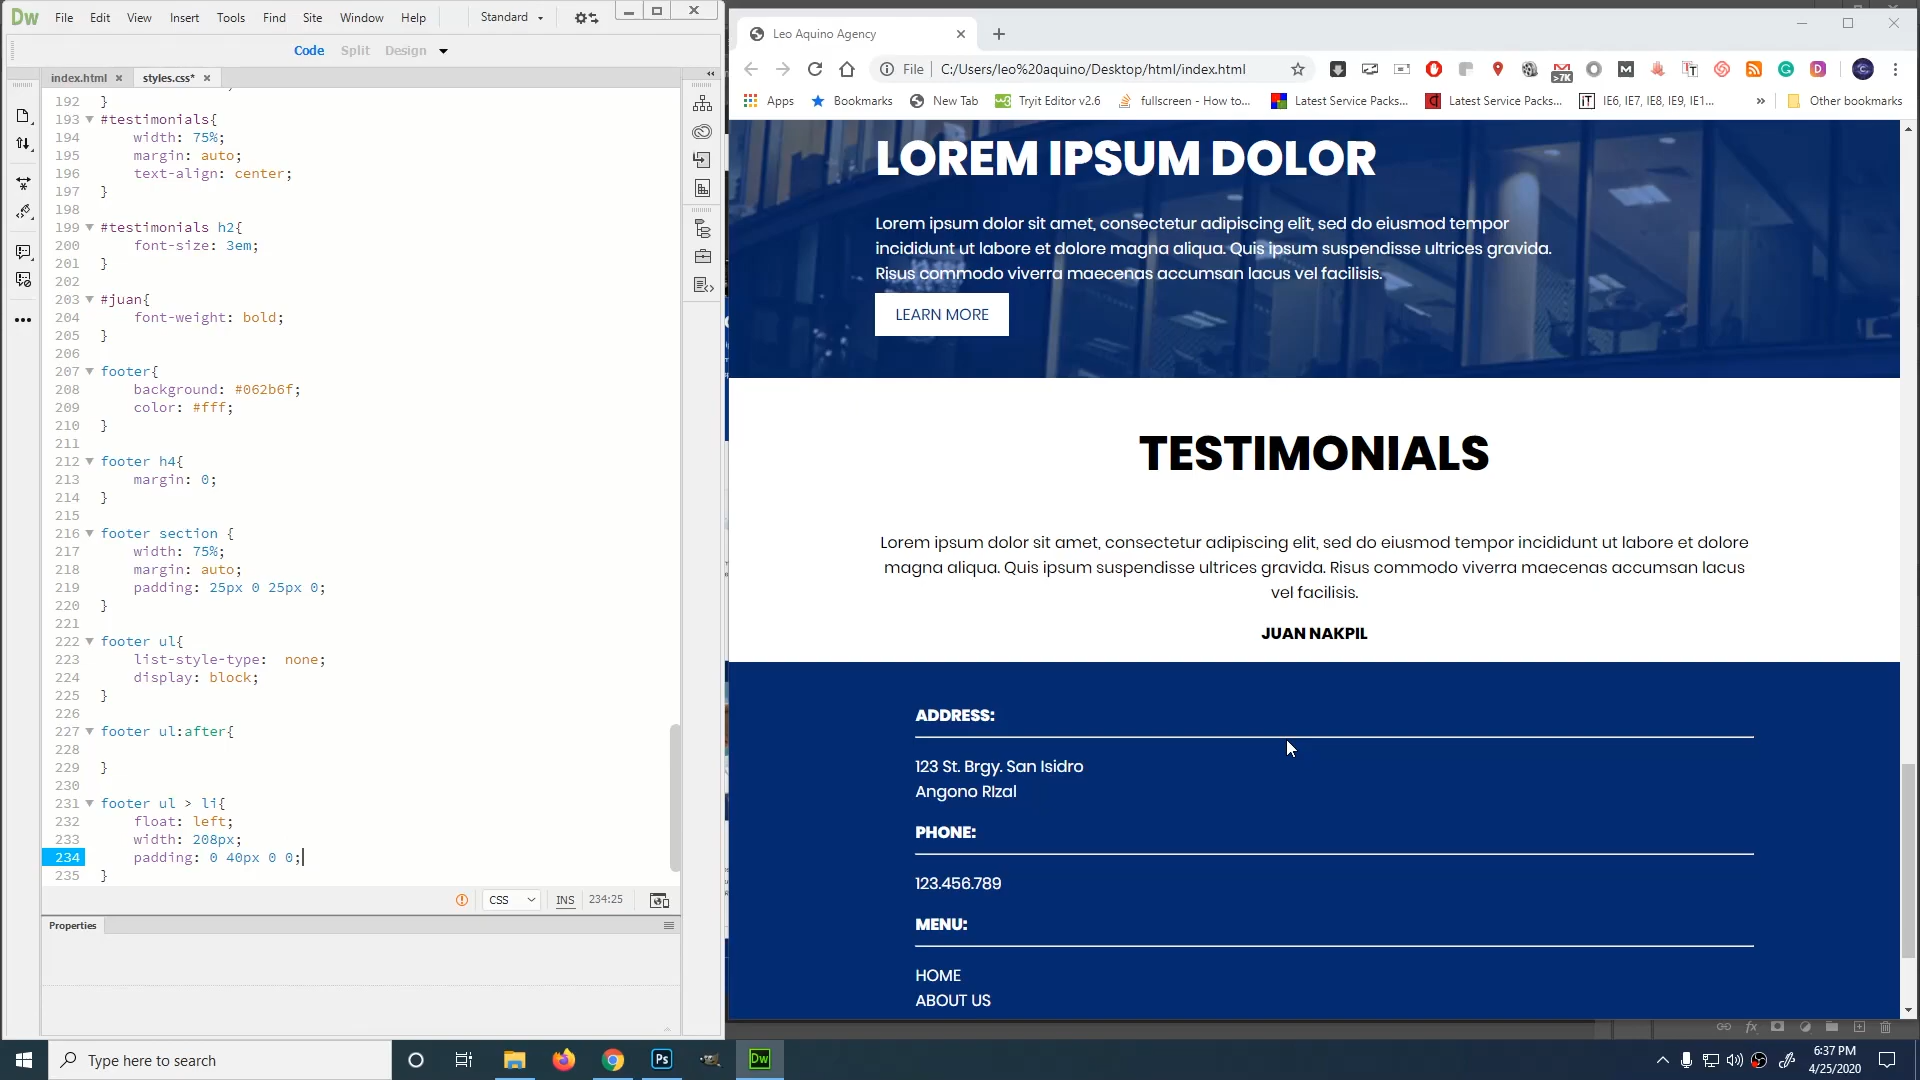 Dw File Edit View Insert Tools Find Site Window Help Standard
Code Split Design
index.html styles.css*
192 }
193 #testimonials{
194 width: 75%;
195 margin: auto;
196 text-align: center;
197 }
198
199 #testimonials h2{
200 font-size: 3em;
201 }
202
203 #juan{
204 font-weight: bold;
205 }
206
207 footer{
208 background: #062b6f;
209 color: #fff;
210 }
211
212 footer h4{
213 margin: 0;
214 }
215
216 footer section {
217 width: 75%;
218 margin: auto;
219 padding: 25px 0 25px 0;
220 }
221
222 footer ul{
223 list-style-type:  none;
224 display: block;
225 }
226
227 footer ul:after{
228
229 }
230
231 footer ul > li{
232 float: left;
233 width: 208px;
234 padding: 0 40px 0 0;
235 }
CSS INS 234:25
Properties
Leo Aquino Agency
File C:/Users/leo%20aquino/Desktop/html/index.html
>7K
Apps Bookmarks New Tab Tryit Editor v2.6 fullscreen - How to... Latest Service Packs... Latest Service Packs... IE6, IE7, IE8, IE9, IE1... » Other bookmarks
LOREM IPSUM DOLOR
Lorem ipsum dolor sit amet, consectetur adipiscing elit, sed do eiusmod tempor
incididunt ut labore et dolore magna aliqua. Quis ipsum suspendisse ultrices gravida.
Risus commodo viverra maecenas accumsan lacus vel facilisis.
LEARN MORE
TESTIMONIALS
Lorem ipsum dolor sit amet, consectetur adipiscing elit, sed do eiusmod tempor incididunt ut labore et dolore
magna aliqua. Quis ipsum suspendisse ultrices gravida. Risus commodo viverra maecenas accumsan lacus
vel facilisis.
JUAN NAKPIL
ADDRESS:
123 St. Brgy. San Isidro
Angono RIzal
PHONE:
123.456.789
MENU:
HOME
ABOUT US
Type here to search
Ps
Dw
6:37 PM
4/25/2020